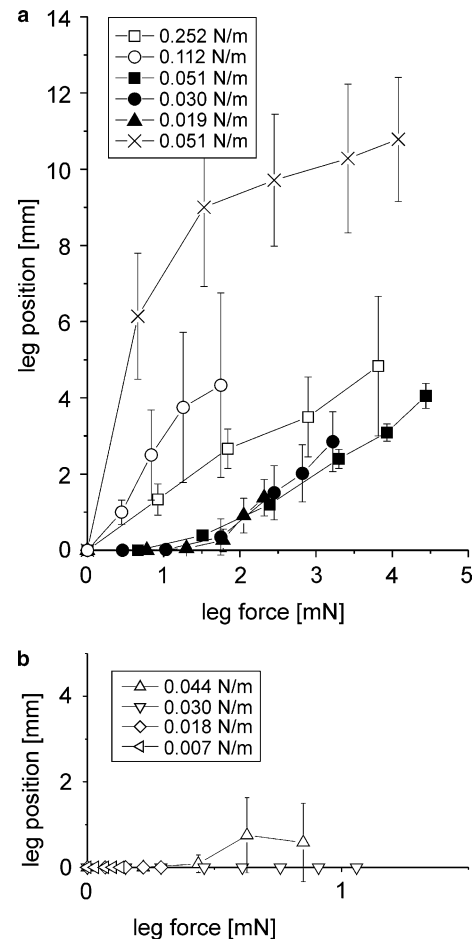 a
14
12
10
8
6
4
2
0
leg position [mm]
0.252 N/m
0.112 N/m
0.051 N/m
0.030 N/m
0.019 N/m
0.051 N/m
0 1 2 3 4 5
leg force [mN]
b
4
2
0
leg position [mm]
0.044 N/m
0.030 N/m
0.018 N/m
0.007 N/m
0 1
leg force [mN]